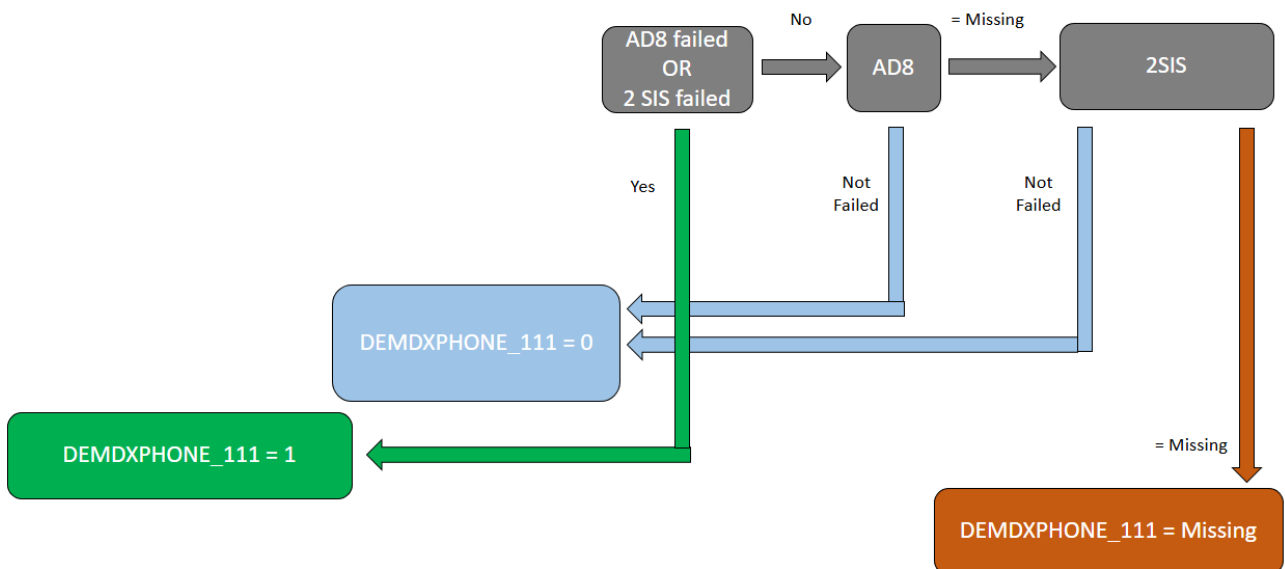 No
= Missing
AD8 failed
OR
2 SIS failed
AD8
2SIS
Yes
Not
Failed
Not
Failed
DEMDXPHONE_111 = 0
DEMDXPHONE_111 = 1
= Missing
DEMDXPHONE_111 = Missing